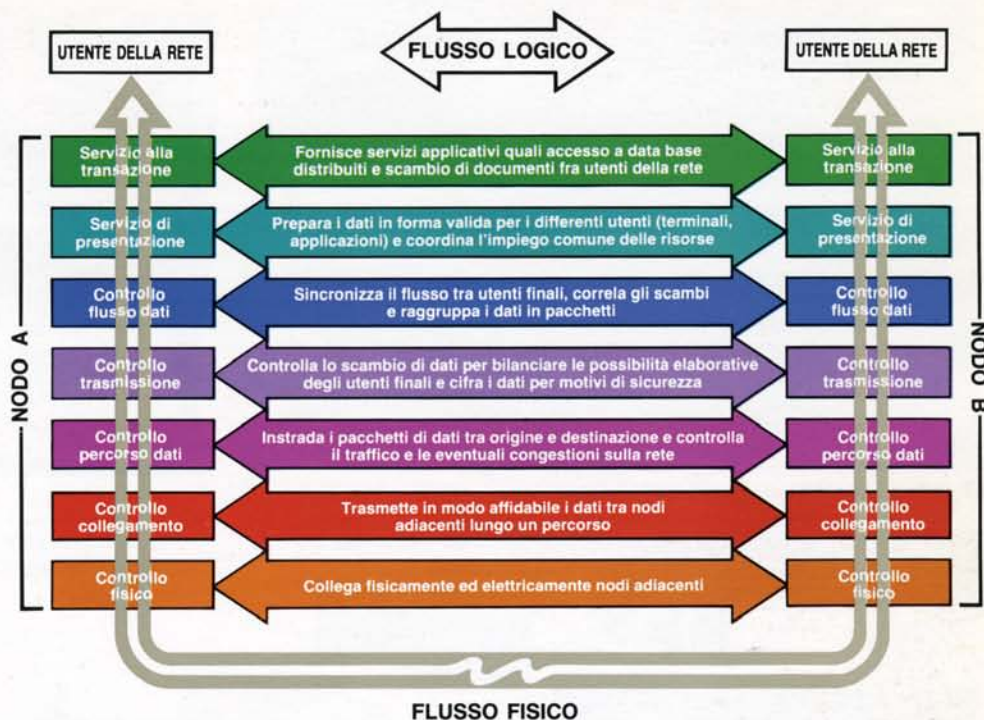 UTENTE DELLA RETE
FLUSSO LOGICO
UTENTE DELLA RETE
NODO A
Servizio alla
transazione
Fornisce servizi applicativi quali accesso a data base
distribuiti e scambio di documenti fra utenti della rete
Servizio alla
transazione
Servizio di
presentazione
Prepara i dati in forma valida per i differenti utenti (terminali,
applicazioni) e coordina l'impiego comune delle risorse
Servizio di
presentazione
Controllo
flusso dati
Sincronizza il flusso tra utenti finali, correla gli scambi
e raggruppa i dati in pacchetti
Controllo
flusso dati
Controllo
trasmissione
Controlla lo scambio di dati per bilanciare le possibilità elaborative
degli utenti finali e cifra i dati per motivi di sicurezza
Controllo
trasmissione
Controllo
percorso dati
Instrada i pacchetti di dati tra origine e destinazione e controlla
il traffico e le eventuali congestioni sulla rete
Controllo
percorso dati
Controllo
collegamento
Trasmette in modo affidabile i dati tra nodi
adiacenti lungo un percorso
Controllo
collegamento
Controllo
fisico
Collega fisicamente ed elettricamente nodi adiacenti
Controllo
fisico
NODO B
FLUSSO FISICO